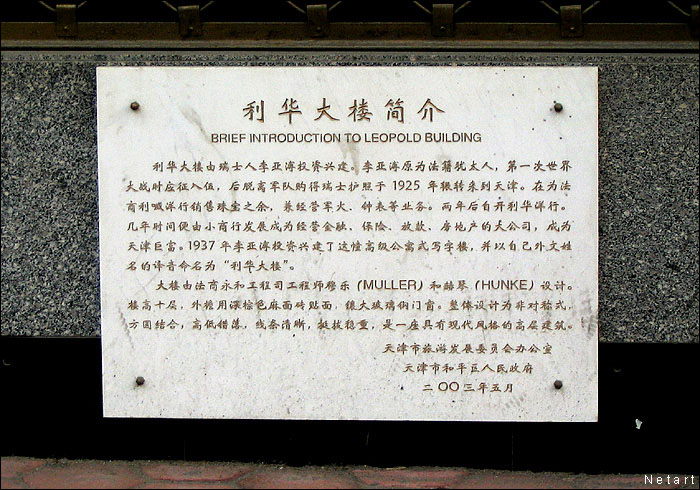 利华大楼简介
BRIEF INTRODUCTION TO LEOPOLD BUILDING
利华大楼由瑞士人李亚溥投资兴建。李亚溥原为法籍犹太人，第一次世界
大战时应征入伍，后脱离军队购得瑞士护照于1925年辗转来到天津。在为法
商利喊洋行销售珠宝之余，兼经营军火、钟表等业务。两年后自开利华洋行。
几年时间便由小商行发展成为经营金融、保险、放款、房地产的大公司，成为
天津巨富。1937年李亚溥投资兴建了这幢高级公寓式写字楼，并以自己外文姓
名的译音命名为“利华大楼”。
大楼由法商永和工程司工程师穆乐（MULLER）和赫琴（HUNKE）设计。
楼高十层，外檐用深棕色麻面砖贴面，镶大玻璃钢门窗。整体设计为非对称式，
方圆结合，高低错落，线条清晰，挺拔稳重，是一座具有现代风格的高层建筑。
天津市旅游发展委员会办公室
天津市和平区人民政府
二〇〇三年五月
Netart